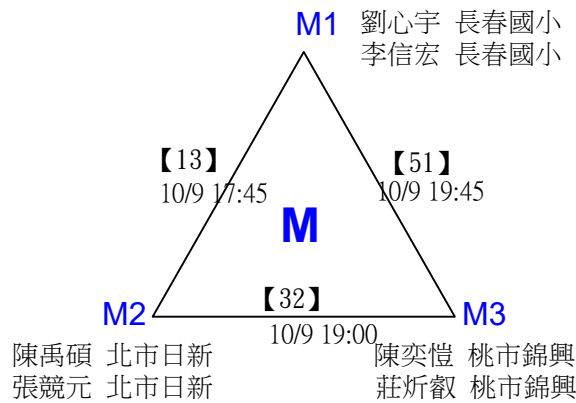 M1 劉心宇 長春國小
李信宏 長春國小
【13】
10/9 17:45
【51】
10/9 19:45
M
【32】
10/9 19:00
M2
M3
陳禹碩 北市日新
張競元 北市日新
陳奕愷 桃市錦興
莊炘叡 桃市錦興